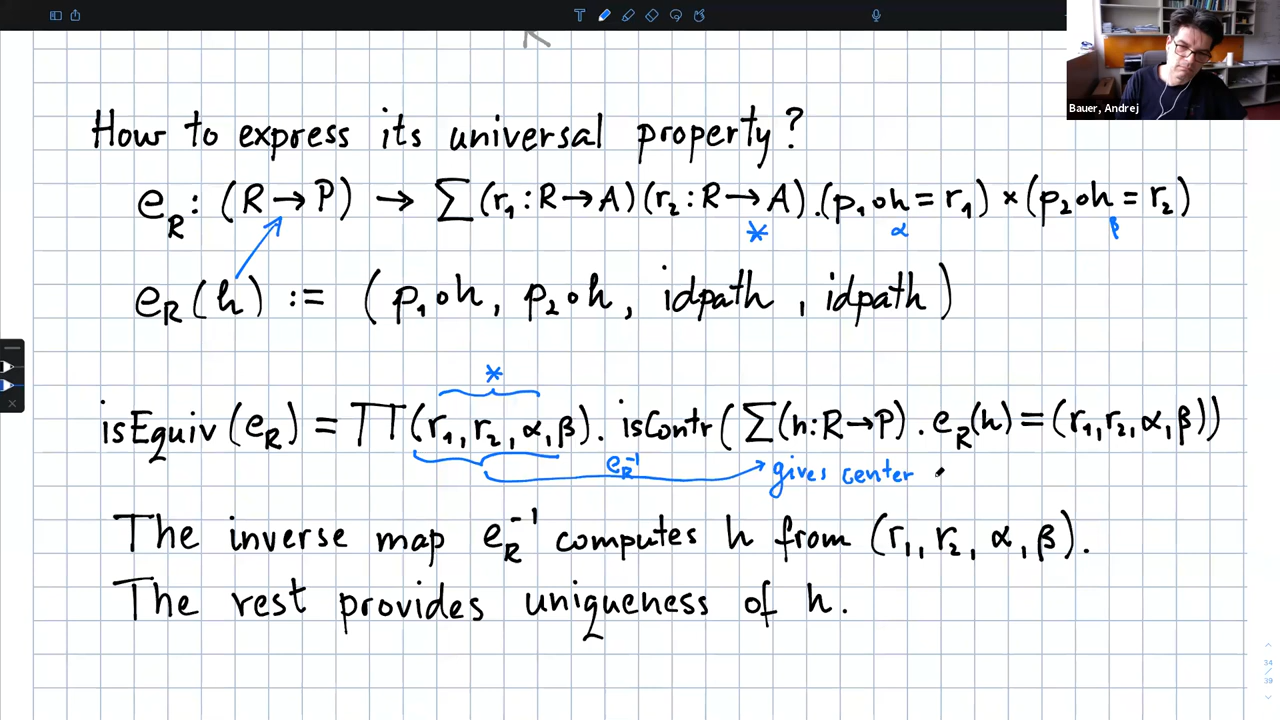 Bauer, Andrej
How to express its universal property?
e_R : (R → P) → Σ (r₁ : R → A)(r₂ : R → A). (p₁∘h = r₁) × (p₂∘h = r₂)
* α β
e_R(h) := (p₁∘h, p₂∘h, idpath, idpath)
*
isEquiv(e_R) = Π(r₁, r₂, α, β). isContr(Σ(h : R → P). e_R(h) = (r₁, r₂, α, β))
e_R⁻¹ gives center
The inverse map e_R⁻¹ computes h from (r₁, r₂, α, β).
The rest provides uniqueness of h.
34
/
39